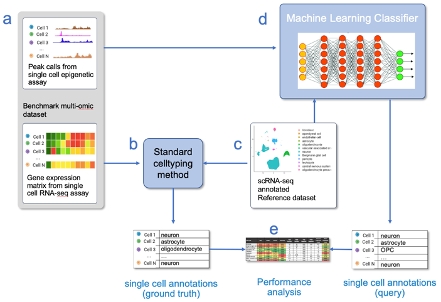 a
Cell 1
Cell 2
Cell 3
...
Cell N
Peak calls from
single cell epigenetic
assay
Benchmark multi-omic
dataset
Cell 1
Cell 2
Cell 3
...
Cell N
Gene expression
matrix from single
cell RNA-seq assay
b
Standard
celltyping
method
c
scRNA-seq
annotated
Reference dataset
d
Machine Learning Classifier
e
Performance
analysis
Cell 1 neuron
Cell 2 astrocyte
Cell 3 oligodendrocyte
...
Cell N neuron
single cell annotations
(ground truth)
Cell 1 neuron
Cell 2 astrocyte
Cell 3 OPC
...
Cell N neuron
single cell annotations
(query)